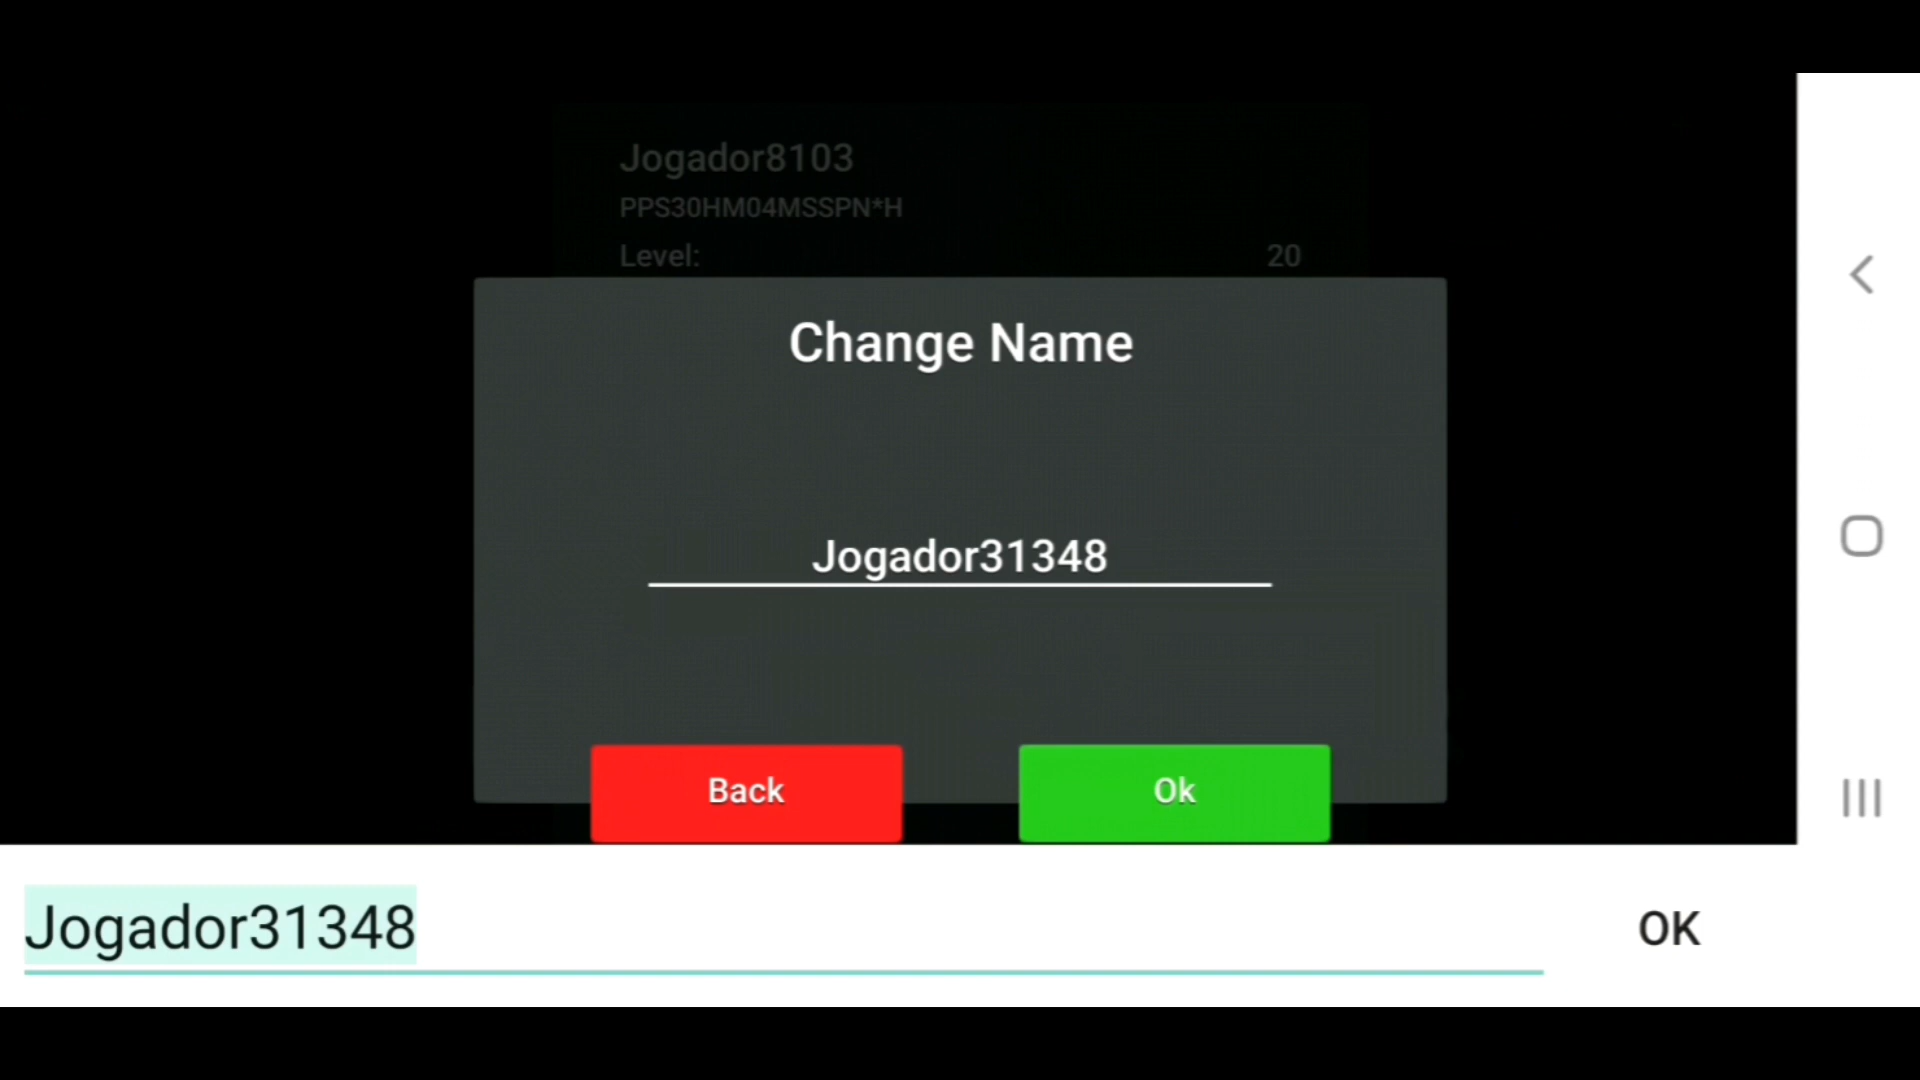 Jogador8103
PPS30HM04MSSPN*H
Level: 20
Change Name
Jogador31348
Back Ok
Jogador31348 OK